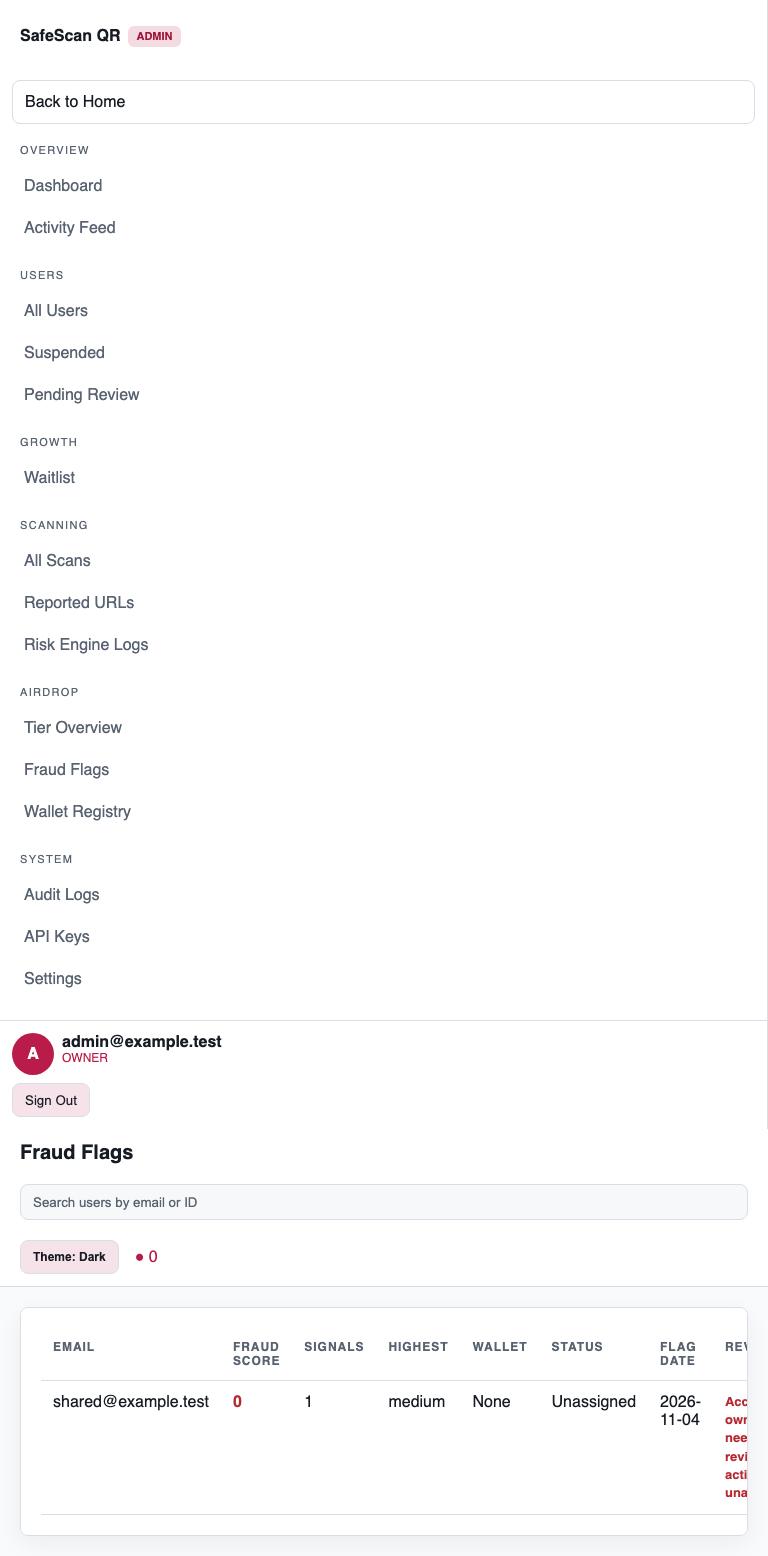 SafeScan QR ADMIN
Back to Home
OVERVIEW
Dashboard
Activity Feed
USERS
All Users
Suspended
Pending Review
GROWTH
Waitlist
SCANNING
All Scans
Reported URLs
Risk Engine Logs
AIRDROP
Tier Overview
Fraud Flags
Wallet Registry
SYSTEM
Audit Logs
API Keys
Settings
A admin@example.test
OWNER
Sign Out
Fraud Flags
Search users by email or ID
Theme: Dark 0
EMAIL FRAUD SCORE SIGNALS HIGHEST WALLET STATUS FLAG DATE
shared@example.test 0 1 medium None Unassigned 2026-11-04